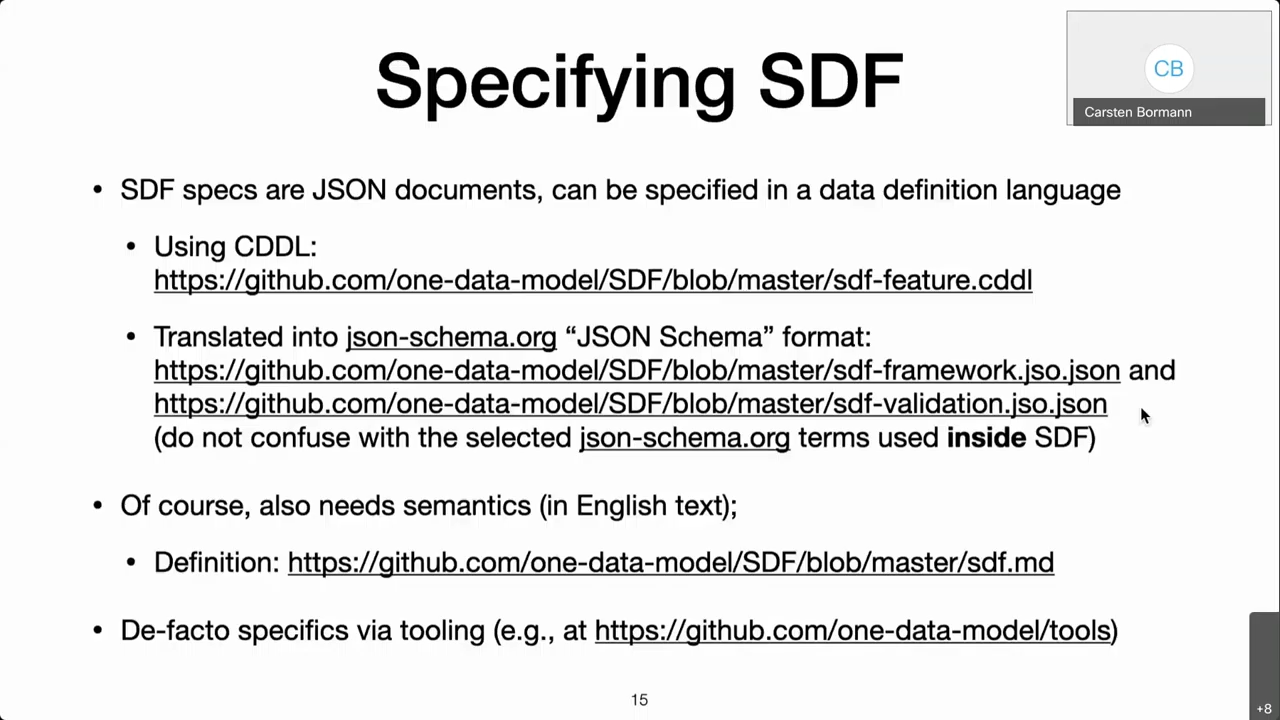 Specifying SDF
CB
Carsten Bormann
• SDF specs are JSON documents, can be specified in a data definition language
• Using CDDL:
https://github.com/one-data-model/SDF/blob/master/sdf-feature.cddl
• Translated into json-schema.org “JSON Schema” format:
https://github.com/one-data-model/SDF/blob/master/sdf-framework.jso.json and
https://github.com/one-data-model/SDF/blob/master/sdf-validation.jso.json
(do not confuse with the selected json-schema.org terms used inside SDF)
• Of course, also needs semantics (in English text);
• Definition: https://github.com/one-data-model/SDF/blob/master/sdf.md
• De-facto specifics via tooling (e.g., at https://github.com/one-data-model/tools)
15
+8